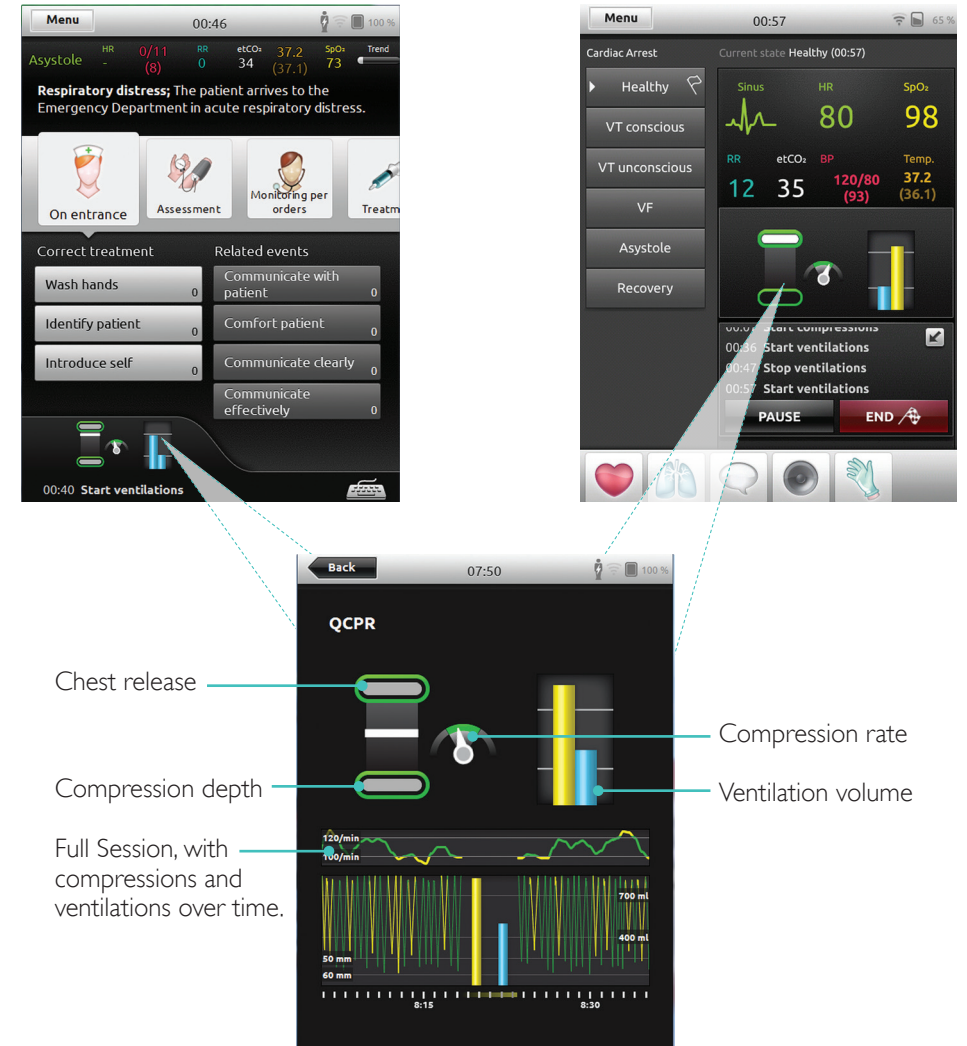 Menu
00:46
100 %
Asystole
HR
-
0/11
(8)
RR
0
etCO₂
34
37.2
(37.1)
SpO₂
73
Trend
Respiratory distress; The patient arrives to the
Emergency Department in acute respiratory distress.
On entrance
Assessment
Monitoring per
orders
Treatm
Correct treatment
Wash hands
0
Identify patient
0
Introduce self
0
Related events
Communicate with
patient
0
Comfort patient
0
Communicate clearly
0
Communicate
effectively
0
00:40 Start ventilations
Menu
00:57
65 %
Cardiac Arrest
Healthy
VT conscious
VT unconscious
VF
Asystole
Recovery
Current state Healthy (00:57)
Sinus
HR
80
SpO₂
98
RR
12
etCO₂
35
BP
120/80
(93)
Temp.
37.2
(36.1)
00:07 Start compressions
00:36 Start ventilations
00:47 Stop ventilations
00:57 Start ventilations
PAUSE
END
Back
07:50
100 %
QCPR
Chest release
Compression depth
Full Session, with
compressions and
ventilations over time.
Compression rate
Ventilation volume
120/min
100/min
700 ml
400 ml
50 mm
60 mm
8:15
8:30